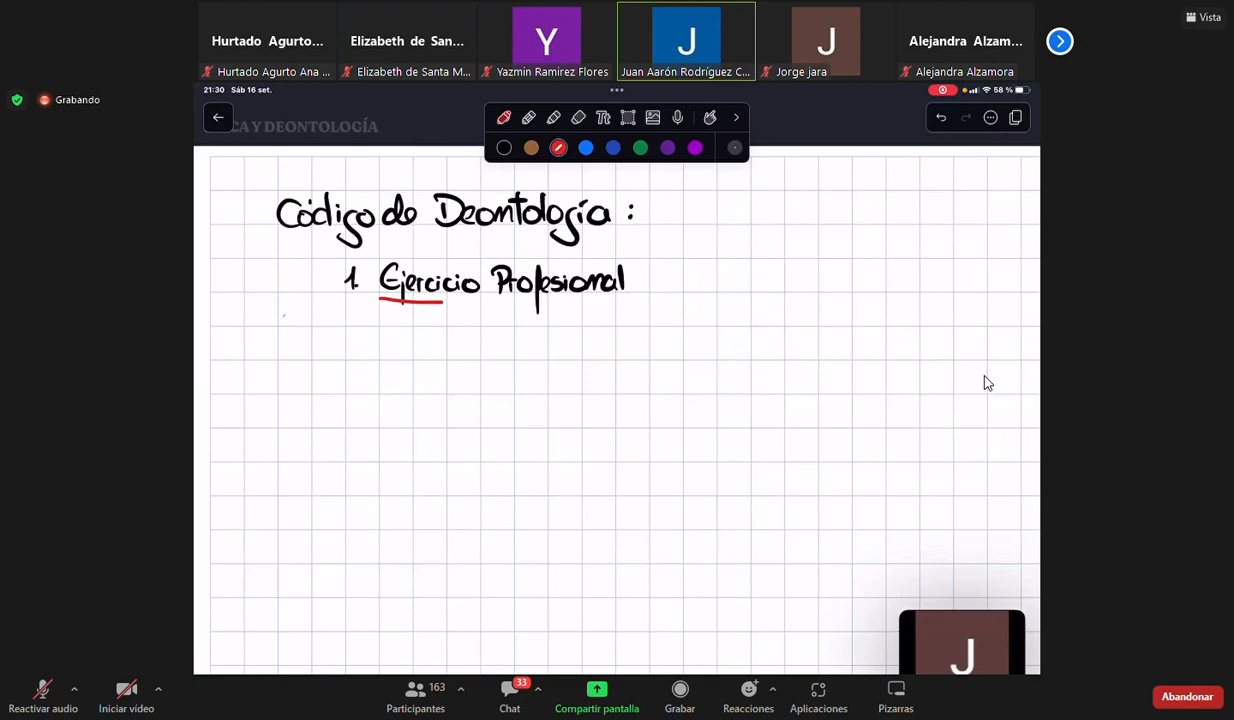 Hurtado Agurto...
Elizabeth de San...
Y
J
J
Alejandra Alzam...
Vista
Hurtado Agurto Ana ...
Elizabeth de Santa M...
Yazmin Ramirez Flores
Juan Aarón Rodríguez C...
Jorge jara
Alejandra Alzamora
Grabando
21:30 Sáb 16 set.
58 %
CA Y DEONTOLOGÍA
Código de Deontología :
1. Ejercicio Profesional
J
Reactivar audio
Iniciar vídeo
163
Participantes
33
Chat
Compartir pantalla
Grabar
Reacciones
Aplicaciones
Pizarras
Abandonar